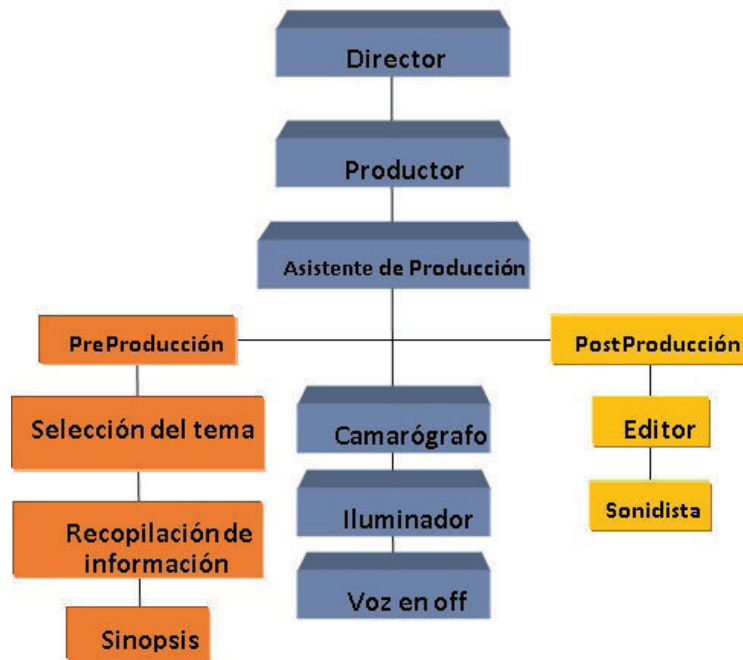 Director
Productor
Asistente de Producción
PreProducción
Selección del tema
Recopilación de
información
Sinopsis
Camarógrafo
Iluminador
Voz en off
PostProducción
Editor
Sonidista